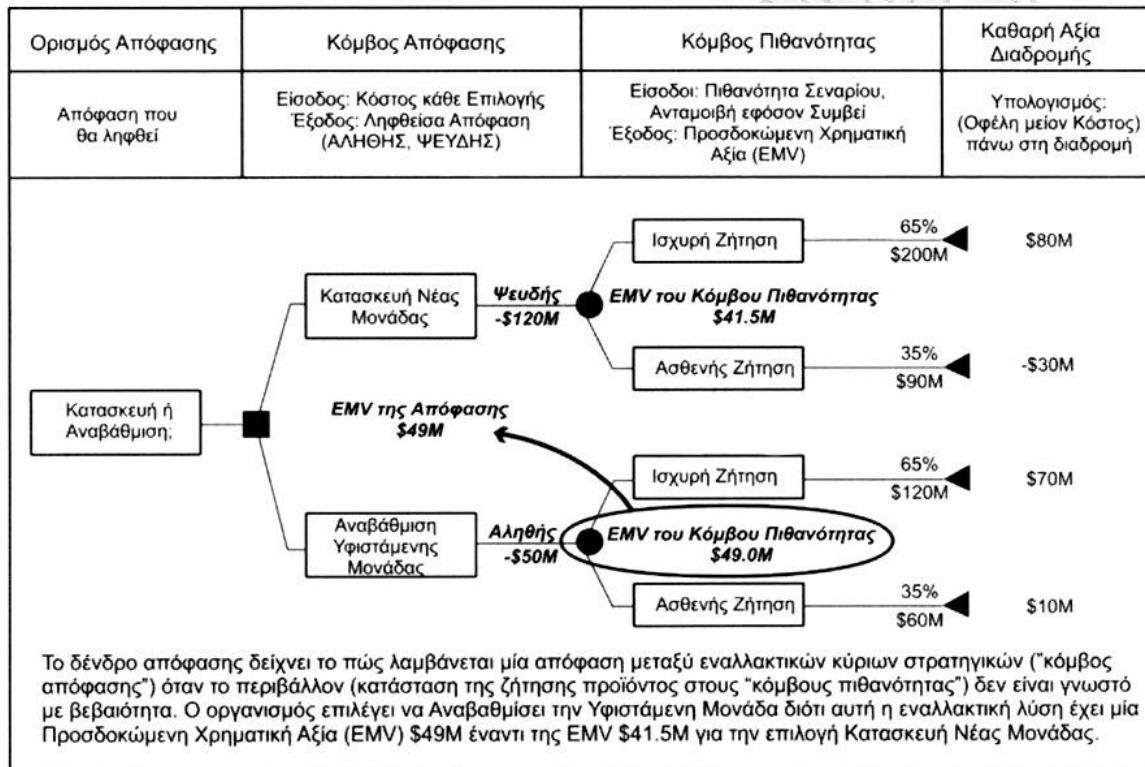 Ορισμός Απόφασης
Κόμβος Απόφασης
Κόμβος Πιθανότητας
Καθαρή Αξία
Διαδρομής
Απόφαση που
θα ληφθεί
Είσοδος: Κόστος κάθε Επιλογής
Έξοδος: Ληφθείσα Απόφαση
(ΑΛΗΘΗΣ, ΨΕΥΔΗΣ)
Είσοδοι: Πιθανότητα Σεναρίου,
Ανταμοιβή εφόσον Συμβεί
Έξοδος: Προσδοκώμενη Χρηματική
Αξία (EMV)
Υπολογισμός:
(Οφέλη μείον Κόστος)
πάνω στη διαδρομή
Ισχυρή Ζήτηση
65%
$200M
$80M
Κατασκευή Νέας
Μονάδας
Ψευδής
-$120M
EMV του Κόμβου Πιθανότητας
$41.5M
Ασθενής Ζήτηση
35%
$90M
-$30M
Κατασκευή ή
Αναβάθμιση;
EMV της Απόφασης
$49M
Ισχυρή Ζήτηση
65%
$120M
$70M
Αναβάθμιση
Υφιστάμενης
Μονάδας
Αληθής
-$50M
EMV του Κόμβου Πιθανότητας
$49.0M
Ασθενής Ζήτηση
35%
$60M
$10M
Το δένδρο απόφασης δείχνει το πώς λαμβάνεται μία απόφαση μεταξύ εναλλακτικών κύριων στρατηγικών ("κόμβος
απόφασης") όταν το περιβάλλον (κατάσταση της ζήτησης προϊόντος στους "κόμβους πιθανότητας") δεν είναι γνωστό
με βεβαιότητα. Ο οργανισμός επιλέγει να Αναβαθμίσει την Υφιστάμενη Μονάδα διότι αυτή η εναλλακτική λύση έχει μία
Προσδοκώμενη Χρηματική Αξία (EMV) $49M έναντι της EMV $41.5M για την επιλογή Κατασκευή Νέας Μονάδας.